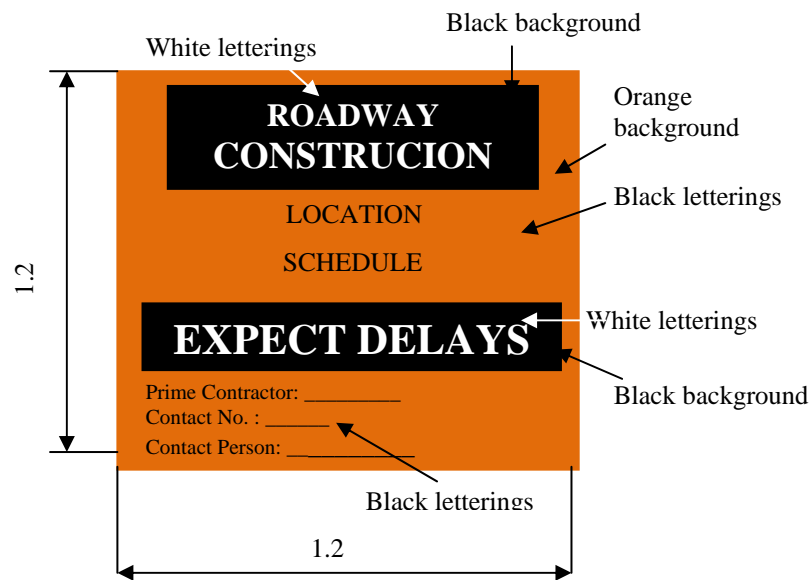 Black background
White letterings
Orange
background
ROADWAY
CONSTRUCION
Black letterings
LOCATION
SCHEDULE
1.2
White letterings
EXPECT DELAYS
Black background
Prime Contractor: _________
Contact No. : ______
Contact Person: ____________
Black letterings
1.2